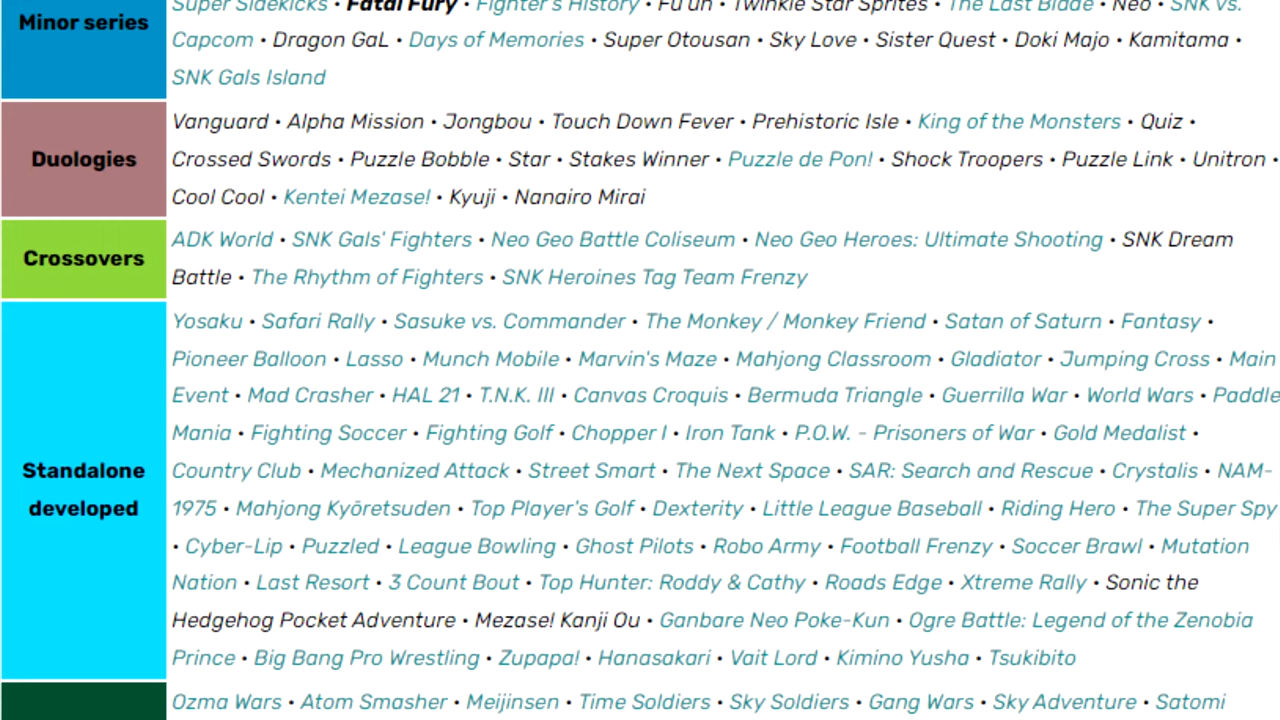 Minor series
Super Sidekicks • Fatal Fury • Fighter's History • Fu'un • Twinkle Star Sprites • The Last Blade • Neo • SNK vs.
Capcom • Dragon GaL • Days of Memories • Super Otousan • Sky Love • Sister Quest • Doki Majo • Kamitama •
SNK Gals Island
Duologies
Vanguard • Alpha Mission • Jongbou • Touch Down Fever • Prehistoric Isle • King of the Monsters • Quiz •
Crossed Swords • Puzzle Bobble • Star • Stakes Winner • Puzzle de Pon! • Shock Troopers • Puzzle Link • Unitron •
Cool Cool • Kentei Mezase! • Kyuji • Nanairo Mirai
Crossovers
ADK World • SNK Gals' Fighters • Neo Geo Battle Coliseum • Neo Geo Heroes: Ultimate Shooting • SNK Dream
Battle • The Rhythm of Fighters • SNK Heroines Tag Team Frenzy
Standalone
developed
Yosaku • Safari Rally • Sasuke vs. Commander • The Monkey / Monkey Friend • Satan of Saturn • Fantasy •
Pioneer Balloon • Lasso • Munch Mobile • Marvin's Maze • Mahjong Classroom • Gladiator • Jumping Cross • Main
Event • Mad Crasher • HAL 21 • T.N.K. III • Canvas Croquis • Bermuda Triangle • Guerrilla War • World Wars • Paddle
Mania • Fighting Soccer • Fighting Golf • Chopper I • Iron Tank • P.O.W. - Prisoners of War • Gold Medalist •
Country Club • Mechanized Attack • Street Smart • The Next Space • SAR: Search and Rescue • Crystalis • NAM-
1975 • Mahjong Kyōretsuden • Top Player's Golf • Dexterity • Little League Baseball • Riding Hero • The Super Spy
• Cyber-Lip • Puzzled • League Bowling • Ghost Pilots • Robo Army • Football Frenzy • Soccer Brawl • Mutation
Nation • Last Resort • 3 Count Bout • Top Hunter: Roddy & Cathy • Roads Edge • Xtreme Rally • Sonic the
Hedgehog Pocket Adventure • Mezase! Kanji Ou • Ganbare Neo Poke-Kun • Ogre Battle: Legend of the Zenobia
Prince • Big Bang Pro Wrestling • Zupapa! • Hanasakari • Vait Lord • Kimino Yusha • Tsukibito
Ozma Wars • Atom Smasher • Meijinsen • Time Soldiers • Sky Soldiers • Gang Wars • Sky Adventure • Satomi